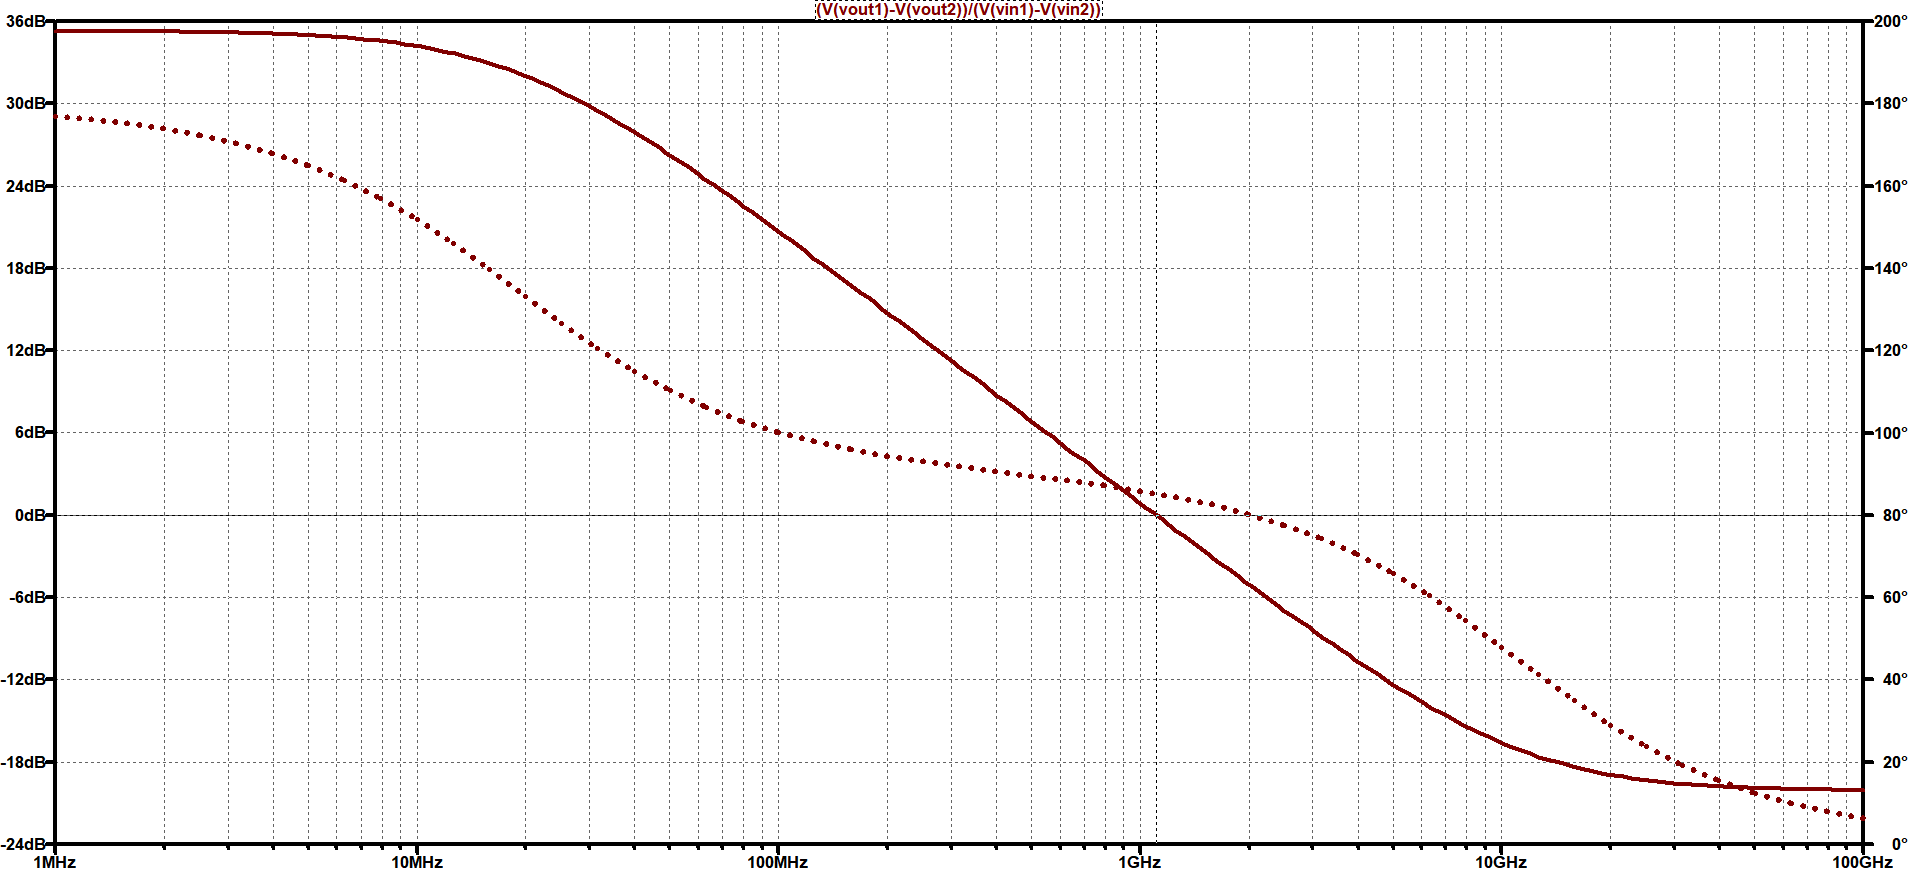 (V(vout1)-V(vout2))/(V(vin1)-V(vin2))
36dB 200°
30dB 180°
24dB 160°
18dB 140°
12dB 120°
6dB 100°
0dB 80°
-6dB 60°
-12dB 40°
-18dB 20°
-24dB 0°
1MHz 10MHz 100MHz 1GHz 10GHz 100GHz